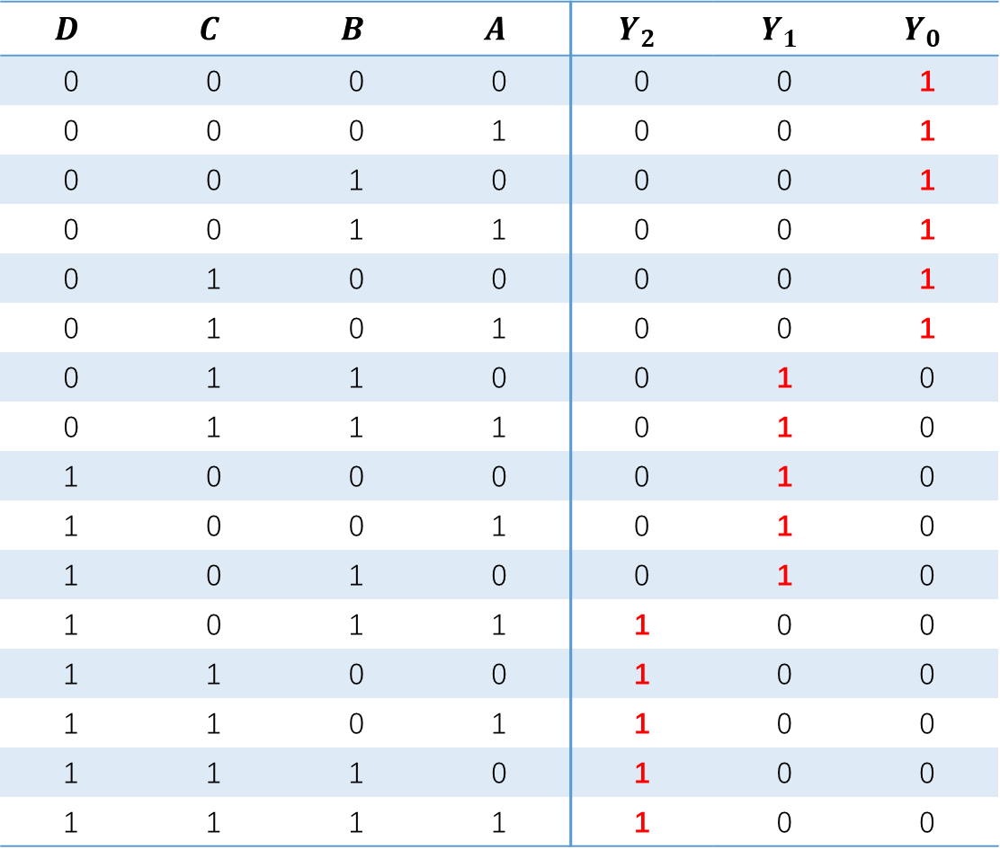 D C B A Y₂ Y₁ Y₀
0 0 0 0 0 0 1
0 0 0 1 0 0 1
0 0 1 0 0 0 1
0 0 1 1 0 0 1
0 1 0 0 0 0 1
0 1 0 1 0 0 1
0 1 1 0 0 1 0
0 1 1 1 0 1 0
1 0 0 0 0 1 0
1 0 0 1 0 1 0
1 0 1 0 0 1 0
1 0 1 1 1 0 0
1 1 0 0 1 0 0
1 1 0 1 1 0 0
1 1 1 0 1 0 0
1 1 1 1 1 0 0